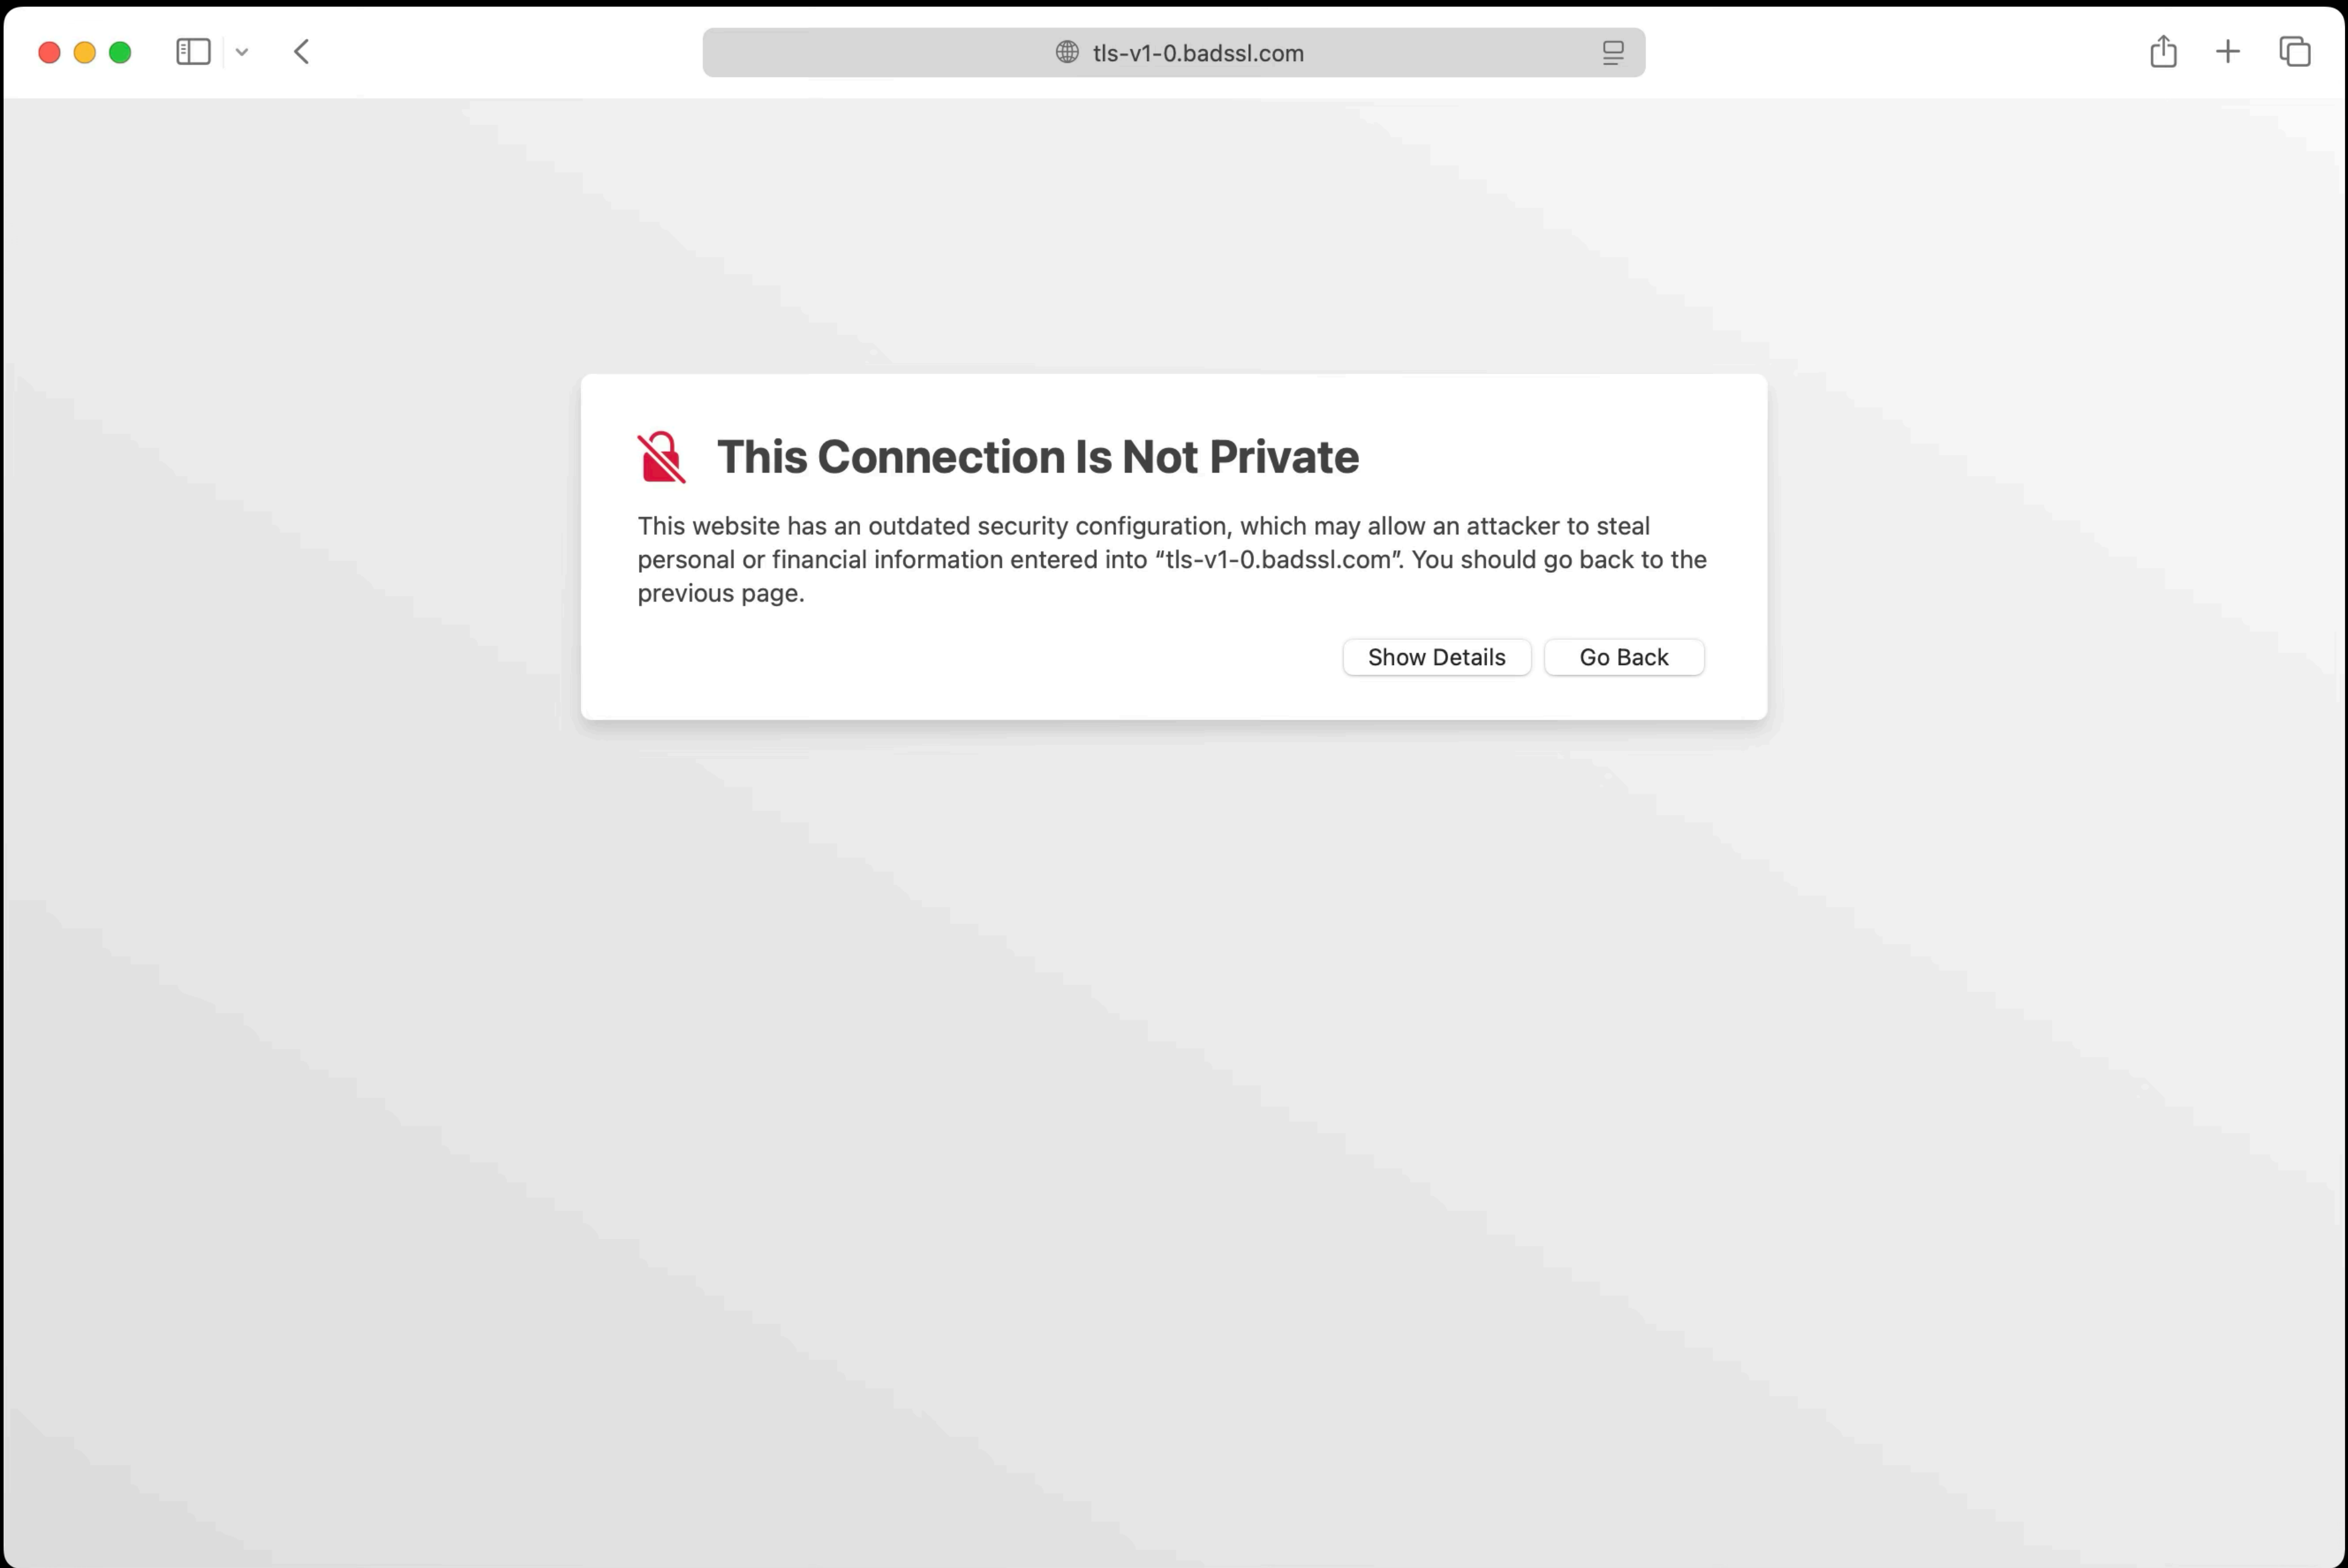 tls-v1-0.badssl.com
This Connection Is Not Private
This website has an outdated security configuration, which may allow an attacker to steal
personal or financial information entered into “tls-v1-0.badssl.com”. You should go back to the
previous page.
Show Details
Go Back